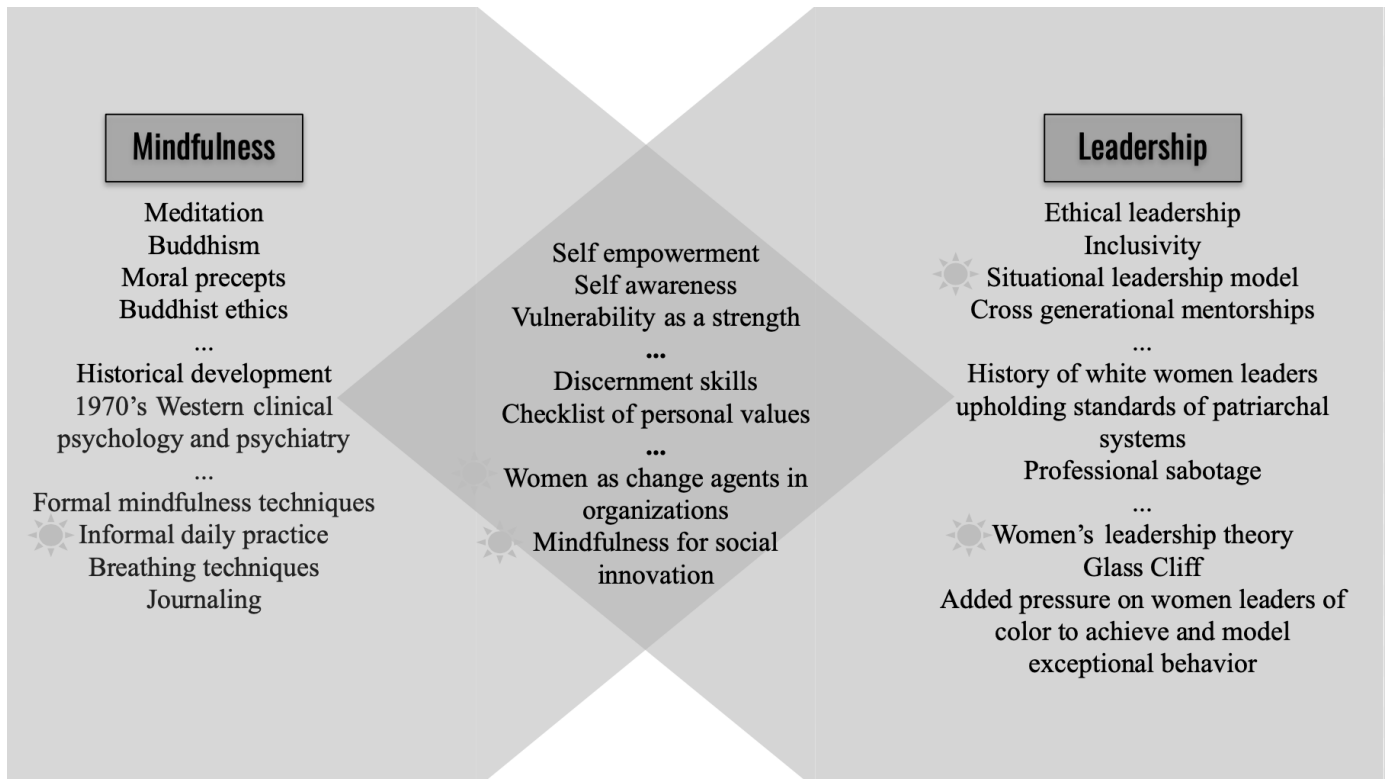 Mindfulness
Meditation
Buddhism
Moral precepts
Buddhist ethics
...
Historical development
1970’s Western clinical
psychology and psychiatry
...
Formal mindfulness techniques
Informal daily practice
Breathing techniques
Journaling
Self empowerment
Self awareness
Vulnerability as a strength
...
Discernment skills
Checklist of personal values
...
Women as change agents in
organizations
Mindfulness for social
innovation
Leadership
Ethical leadership
Inclusivity
Situational leadership model
Cross generational mentorships
...
History of white women leaders
upholding standards of patriarchal
systems
Professional sabotage
...
Women’s leadership theory
Glass Cliff
Added pressure on women leaders of
color to achieve and model
exceptional behavior